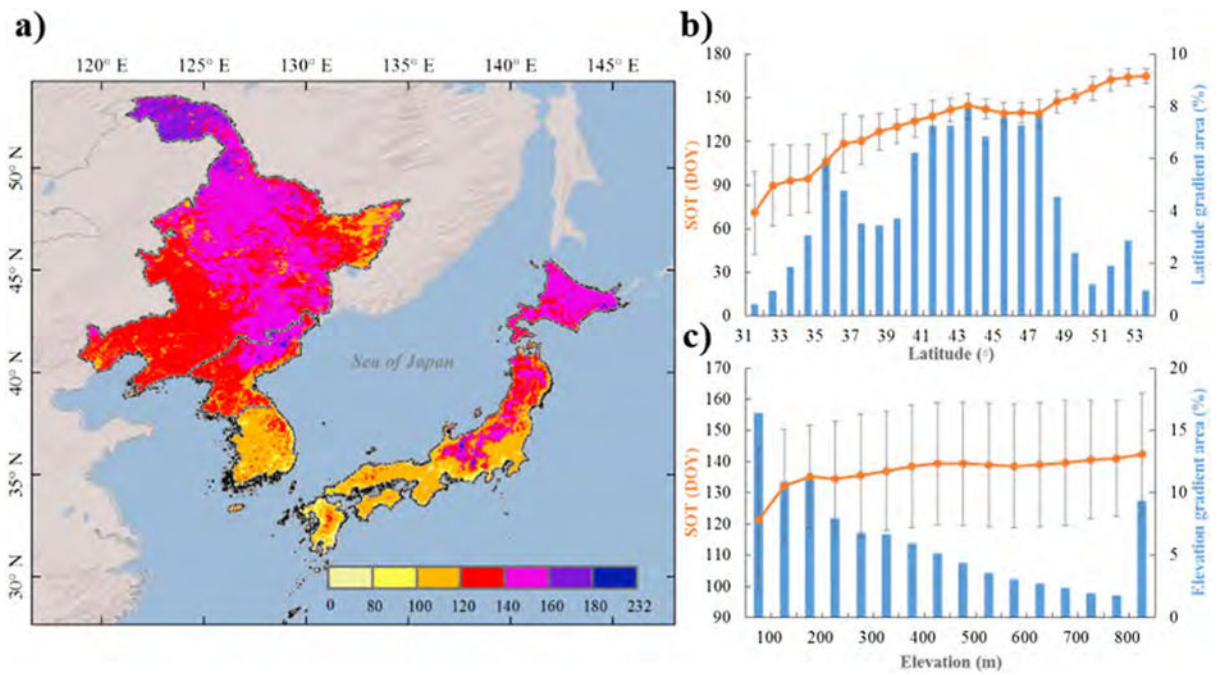 a)
120° E 125° E 130° E 135° E 140° E 145° E
50° N
45° N
40° N
35° N
30° N
Sea of Japan
0 80 100 120 140 160 180 232
b)
180
150
120
90
60
30
0
SOT (DOY)
10
8
6
4
2
0
Latitude gradient area (%)
31 33 35 37 39 41 43 45 47 49 51 53
Latitude (°)
c)
170
160
150
140
130
120
110
100
90
SOT (DOY)
20
15
10
5
0
Elevation gradient area (%)
100 200 300 400 500 600 700 800
Elevation (m)